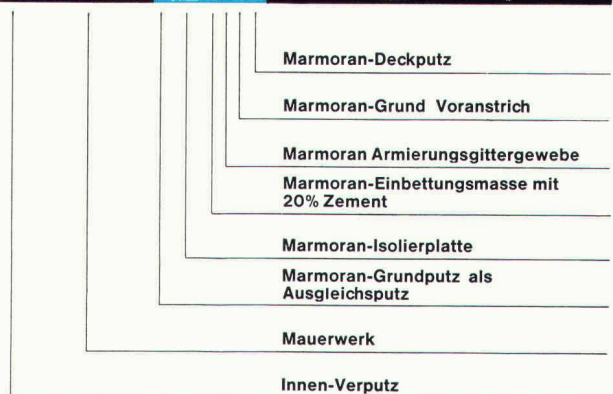 Marmoran-Deckputz
Marmoran-Grund Voranstrich
Marmoran Armierungsgittergewebe
Marmoran-Einbettungsmasse mit
20% Zement
Marmoran-Isolierplatte
Marmoran-Grundputz als
Ausgleichsputz
Mauerwerk
Innen-Verputz